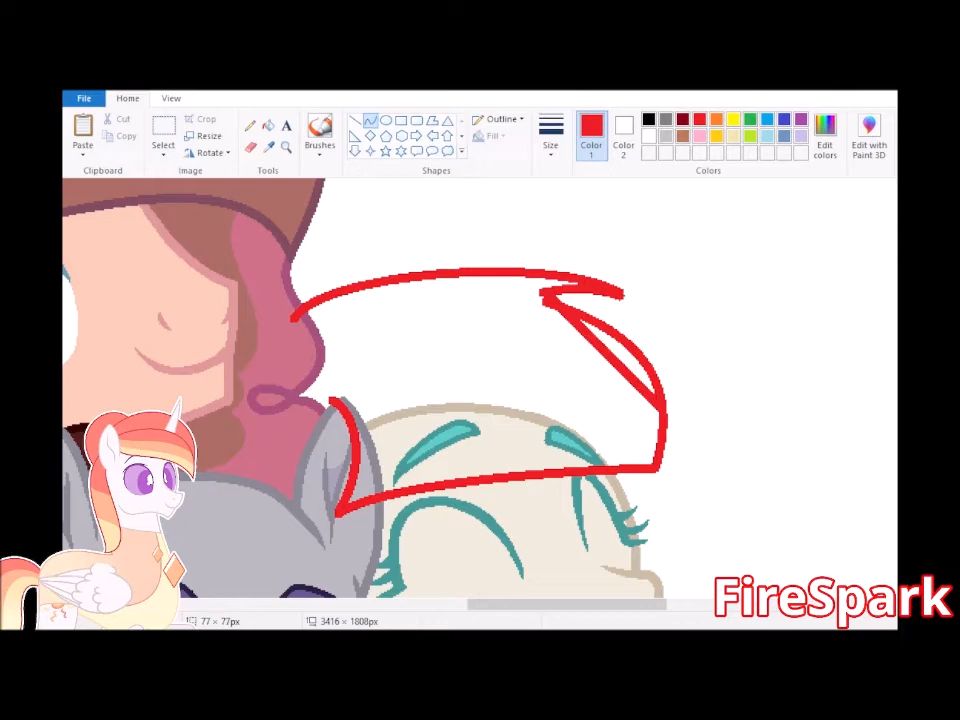 File Home View
Cut
Copy
Paste
Clipboard
Select
Crop
Resize
Rotate
Image
A
Tools
Brushes
Outline
Fill
Shapes
Size
Color 1
Color 2
Edit colors
Colors
Edit with Paint 3D
77 × 77px 3416 × 1808px
FireSpark